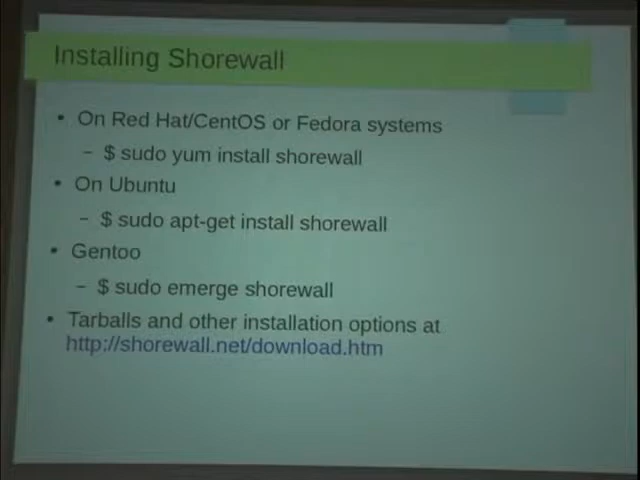 Installing Shorewall
• On Red Hat/CentOS or Fedora systems
– $ sudo yum install shorewall
• On Ubuntu
– $ sudo apt-get install shorewall
• Gentoo
– $ sudo emerge shorewall
• Tarballs and other installation options at
http://shorewall.net/download.htm